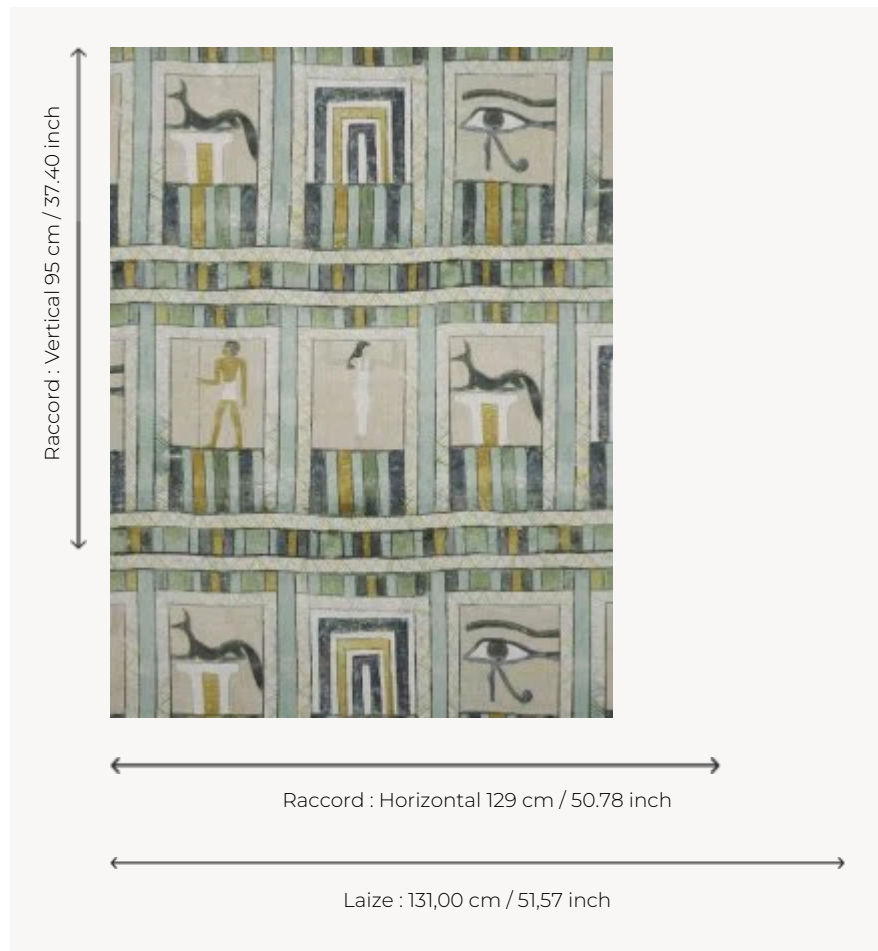 Raccord : Vertical 95 cm / 37.40 inch
Raccord : Horizontal 129 cm / 50.78 inch
Laize : 131,00 cm / 51,57 inch